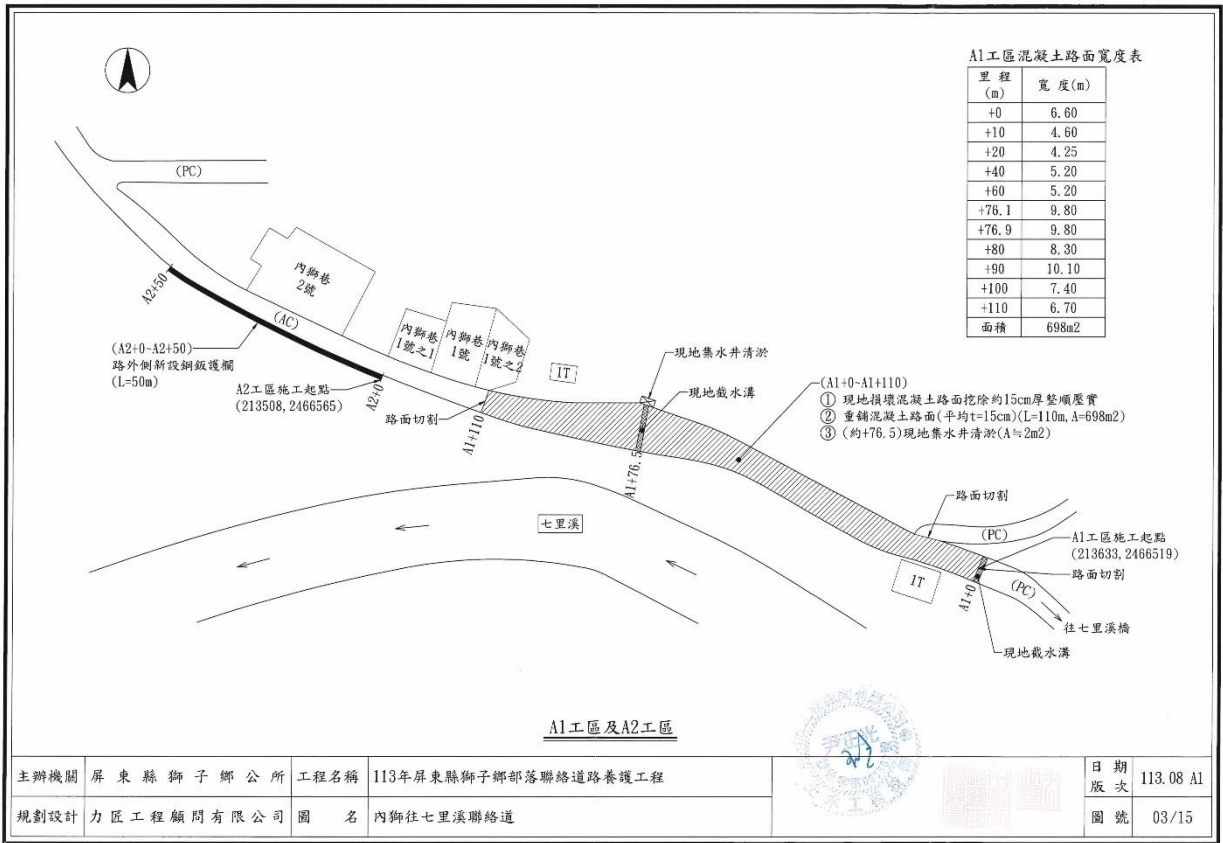 A1工區混凝土路面寬度表
里程(m) 寬度(m)
+0 6.60
+10 4.60
+20 4.25
+40 5.20
+60 5.20
+76.1 9.80
+76.9 9.80
+80 8.30
+90 10.10
+100 7.40
+110 6.70
面積 698m2
(PC)
內獅巷
2號
A2+50
(AC)
內獅巷
1號之1
內獅巷
1號
內獅巷
1號之2
1T
現地集水井清淤
現地截水溝
(A2+0~A2+50)
路外側新設鋼鈑護欄
(L=50m)
A2工區施工起點
(213508, 2466565)
A2+0
路面切割
A1+110
A1+76.5
(A1+0~A1+110)
① 現地損壞混凝土路面挖除約15cm厚整順壓實
② 重鋪混凝土路面(平均t=15cm)(L=110m, A=698m2)
③ (約+76.5)現地集水井清淤(A≒2m2)
七里溪
路面切割
(PC)
A1工區施工起點
(213633, 2466519)
路面切割
1T
A1+0
(PC)
往七里溪橋
現地截水溝
A1工區及A2工區
主辦機關 屏東縣獅子鄉公所 工程名稱 113年屏東縣獅子鄉部落聯絡道路養護工程
規劃設計 力匠工程顧問有限公司 圖名 內獅往七里溪聯絡道
日期
版次 113.08 A1
圖號 03/15